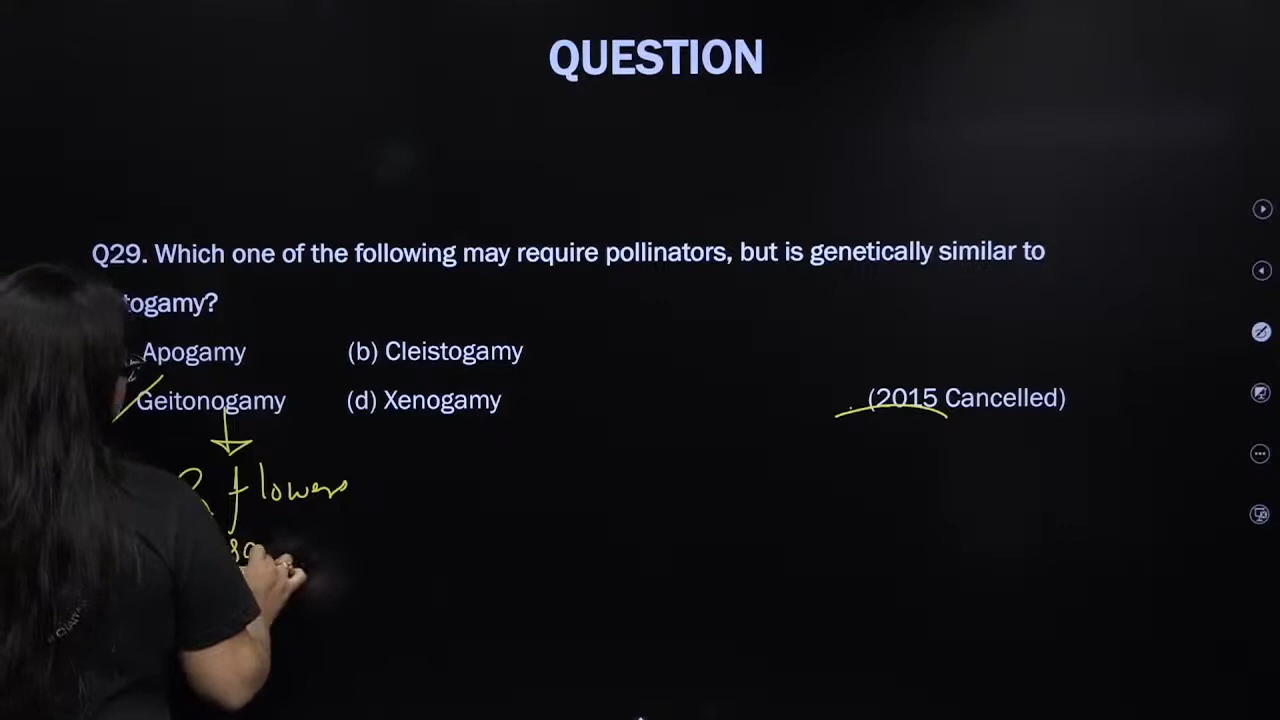 QUESTION
Q29. Which one of the following may require pollinators, but is genetically similar to
togamy?
Apogamy (b) Cleistogamy
Geitonogamy (d) Xenogamy (2015 Cancelled)
flowers